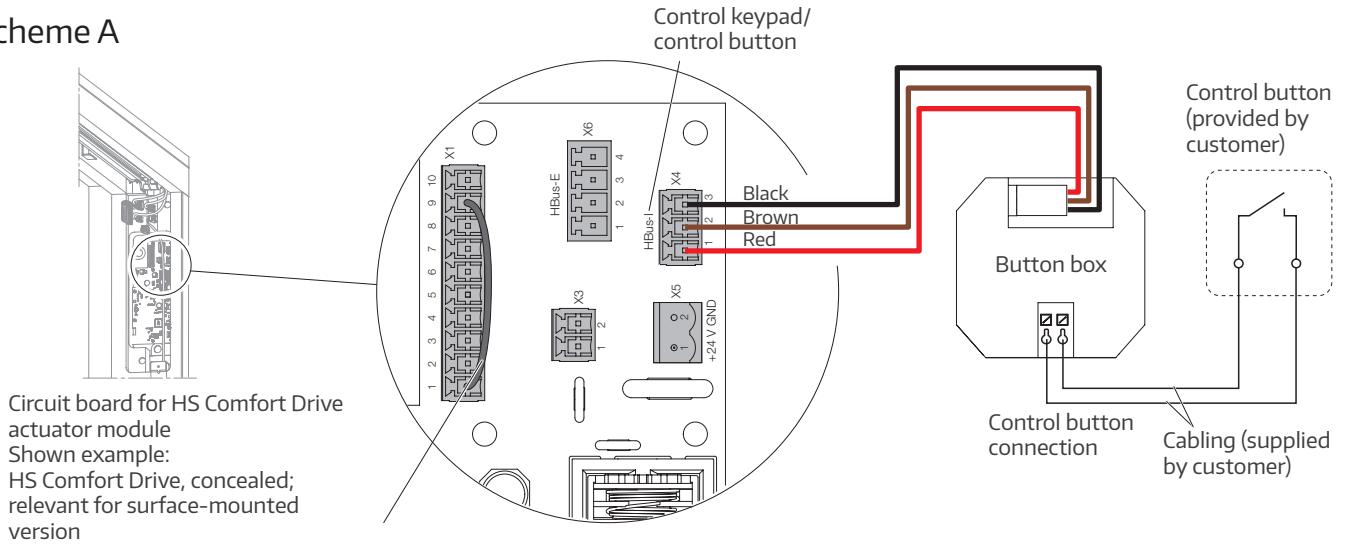 cheme A
Control keypad/
control button
Control button
(provided by
customer)
X1
10
9
8
7
6
5
4
3
2
1
X6
HBus-E
4
3
2
1
X4
HBus-I
3
2
1
Black
Brown
Red
X3
2
1
X5
2
1
+24 V GND
Button box
Control button
connection
Cabling (supplied
by customer)
Circuit board for HS Comfort Drive
actuator module
Shown example:
HS Comfort Drive, concealed;
relevant for surface-mounted
version